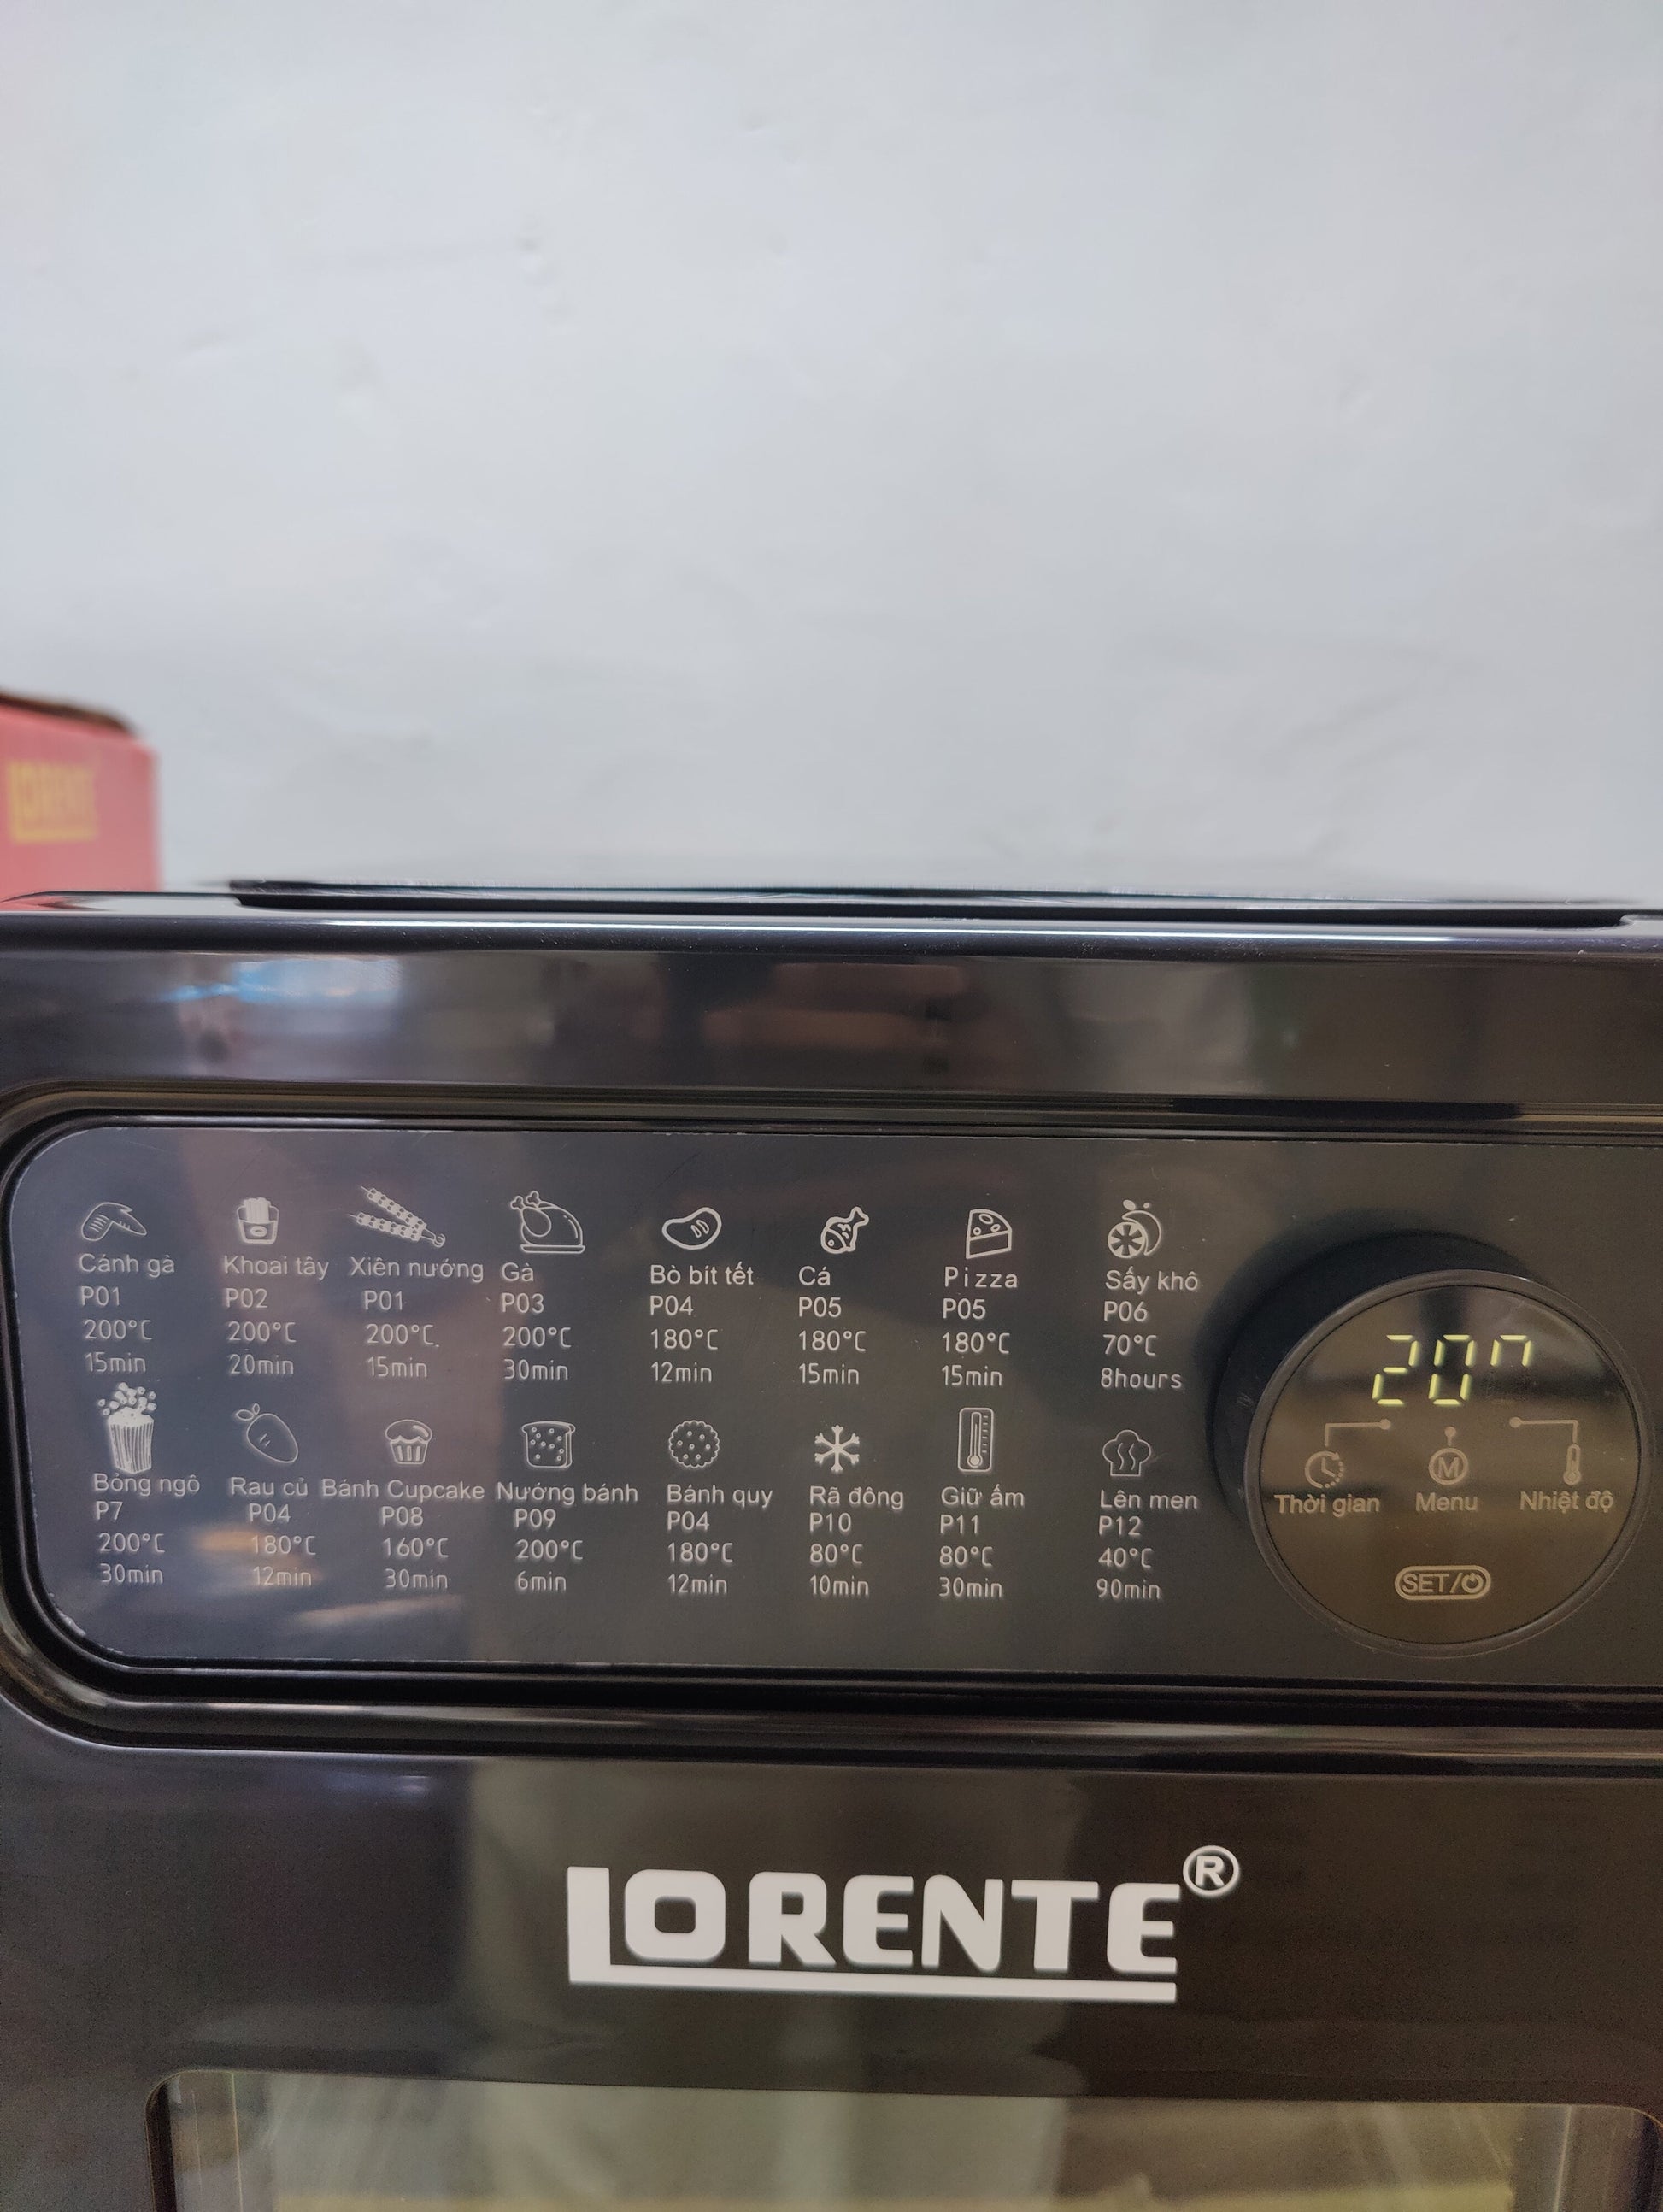 LORENTE
Cánh gà
P01
200°C
15min
Khoai tây
P02
200°C
20min
Xiên nướng
P01
200°C
15min
Gà
P03
200°C
30min
Bò bít tết
P04
180°C
12min
Cá
P05
180°C
15min
Pizza
P05
180°C
15min
Sấy khô
P06
70°C
8hours
Bỏng ngô
P7
200°C
30min
Rau củ
P04
180°C
12min
Bánh Cupcake
P08
160°C
30min
Nướng bánh
P09
200°C
6min
Bánh quy
P04
180°C
12min
Rã đông
P10
80°C
10min
Giữ ấm
P11
80°C
30min
Lên men
P12
40°C
90min
Thời gian
M
Menu
Nhiệt độ
SET/
LORENTE®